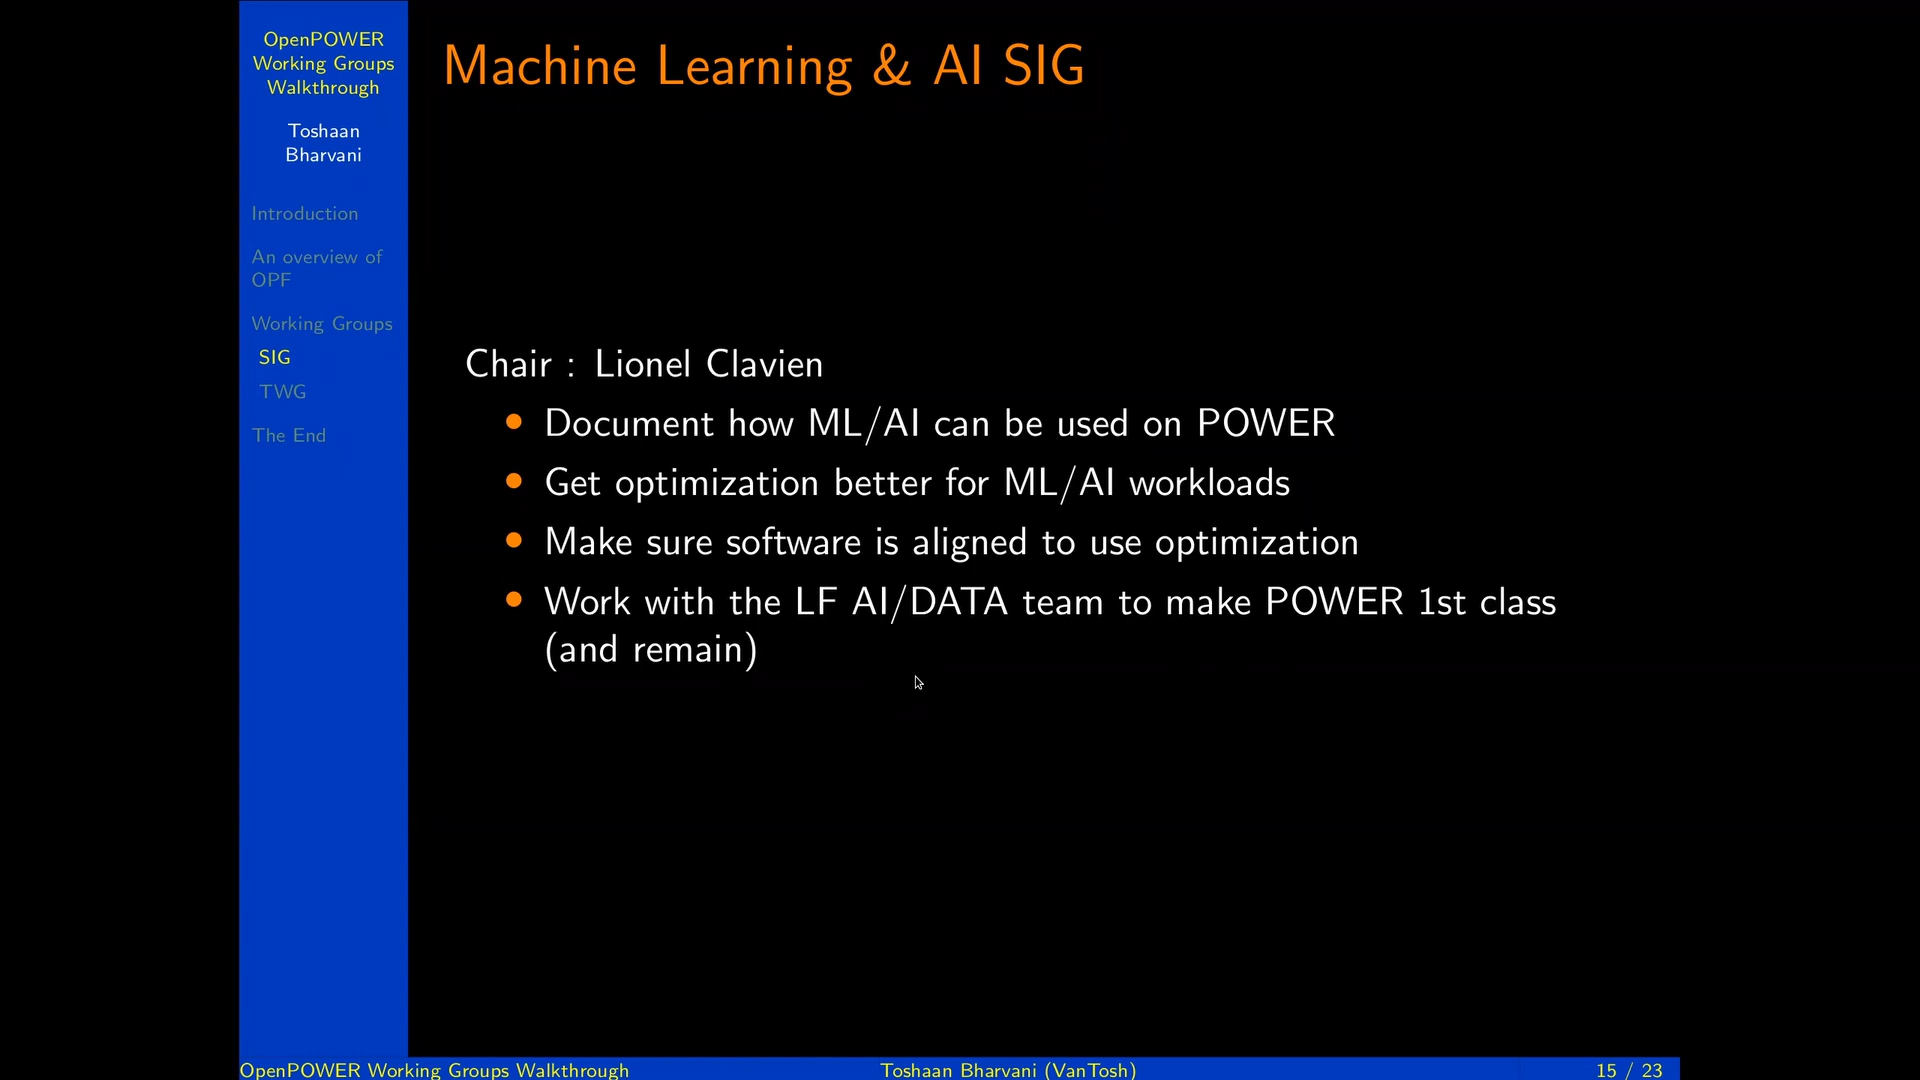 OpenPOWER
Working Groups
Walkthrough
Toshaan
Bharvani
Introduction
An overview of
OPF
Working Groups
SIG
TWG
The End
Machine Learning & AI SIG
Chair : Lionel Clavien
Document how ML/AI can be used on POWER
Get optimization better for ML/AI workloads
Make sure software is aligned to use optimization
Work with the LF AI/DATA team to make POWER 1st class
(and remain)
OpenPOWER Working Groups Walkthrough
Toshaan Bharvani (VanTosh)
15 / 23